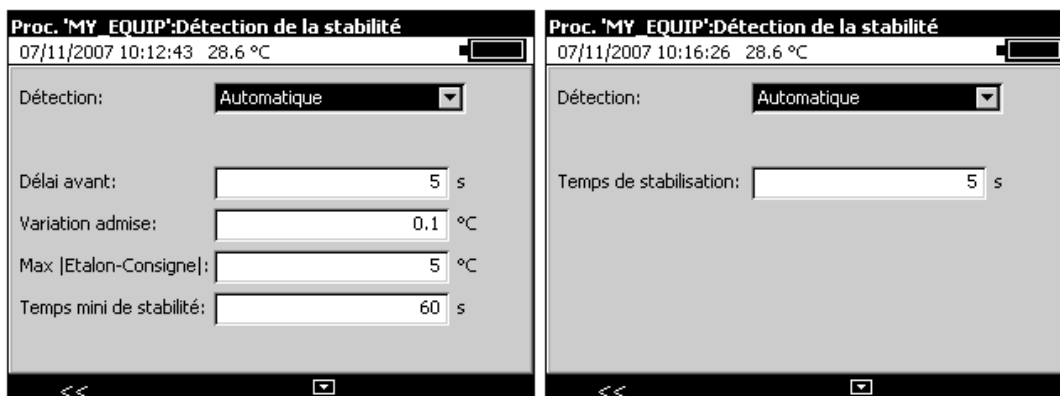 Proc. 'MY_EQUIP':Détection de la stabilité
07/11/2007 10:12:43 28.6 °C
Détection: Automatique
Délai avant: 5 s
Variation admise: 0.1 °C
Max |Etalon-Consigne|: 5 °C
Temps mini de stabilité: 60 s
<<
Proc. 'MY_EQUIP':Détection de la stabilité
07/11/2007 10:16:26 28.6 °C
Détection: Automatique
Temps de stabilisation: 5 s
<<